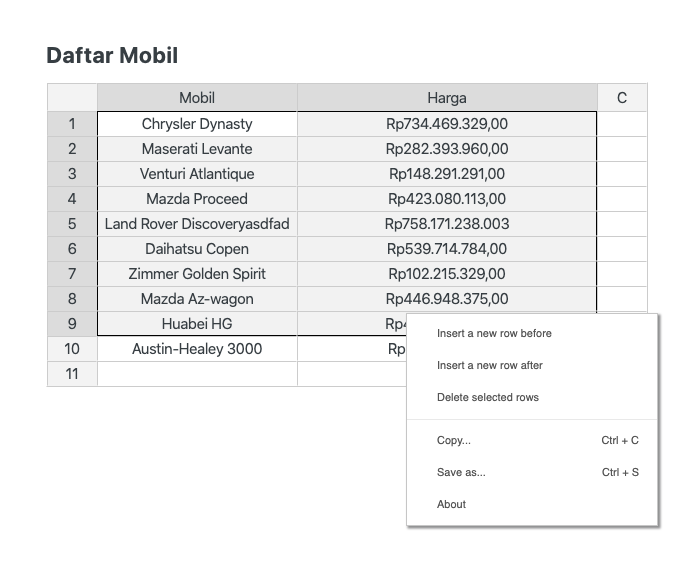 Daftar Mobil
Mobil Harga C
1 Chrysler Dynasty Rp734.469.329,00
2 Maserati Levante Rp282.393.960,00
3 Venturi Atlantique Rp148.291.291,00
4 Mazda Proceed Rp423.080.113,00
5 Land Rover Discoveryasdfad Rp758.171.238.003
6 Daihatsu Copen Rp539.714.784,00
7 Zimmer Golden Spirit Rp102.215.329,00
8 Mazda Az-wagon Rp446.948.375,00
9 Huabei HG
10 Austin-Healey 3000 Rp
11
Insert a new row before
Insert a new row after
Delete selected rows
Copy... Ctrl + C
Save as... Ctrl + S
About